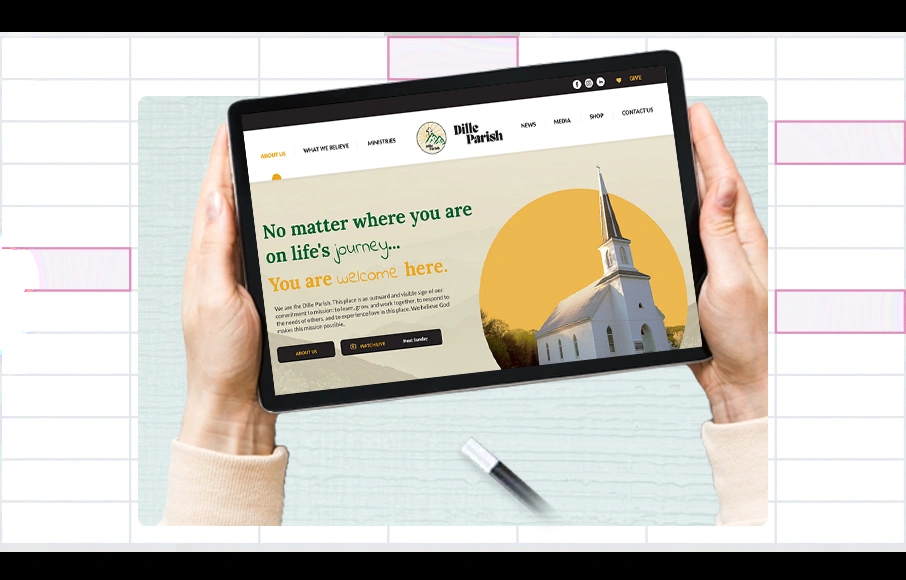 GIVE
ABOUT US
WHAT WE BELIEVE
MINISTRIES
Dille
Parish
Dille
Parish
NEWS
MEDIA
SHOP
CONTACT US
No matter where you are
on life's journey...
You are welcome here.
We are the Dille Parish. This place is an outward and visible sign of our
commitment to mission: to learn, grow, and work together, to respond to
the needs of others, and to experience love in this place. We believe God
makes this mission possible.
ABOUT US
WATCH LIVE
Next Sunday